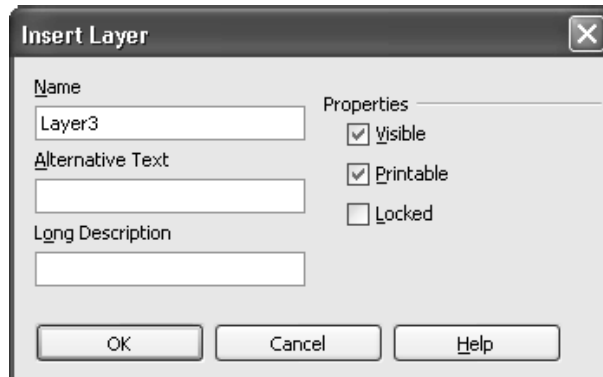 Insert Layer
Name
Layer3
Alternative Text
Long Description
Properties
Visible
Printable
Locked
OK
Cancel
Help